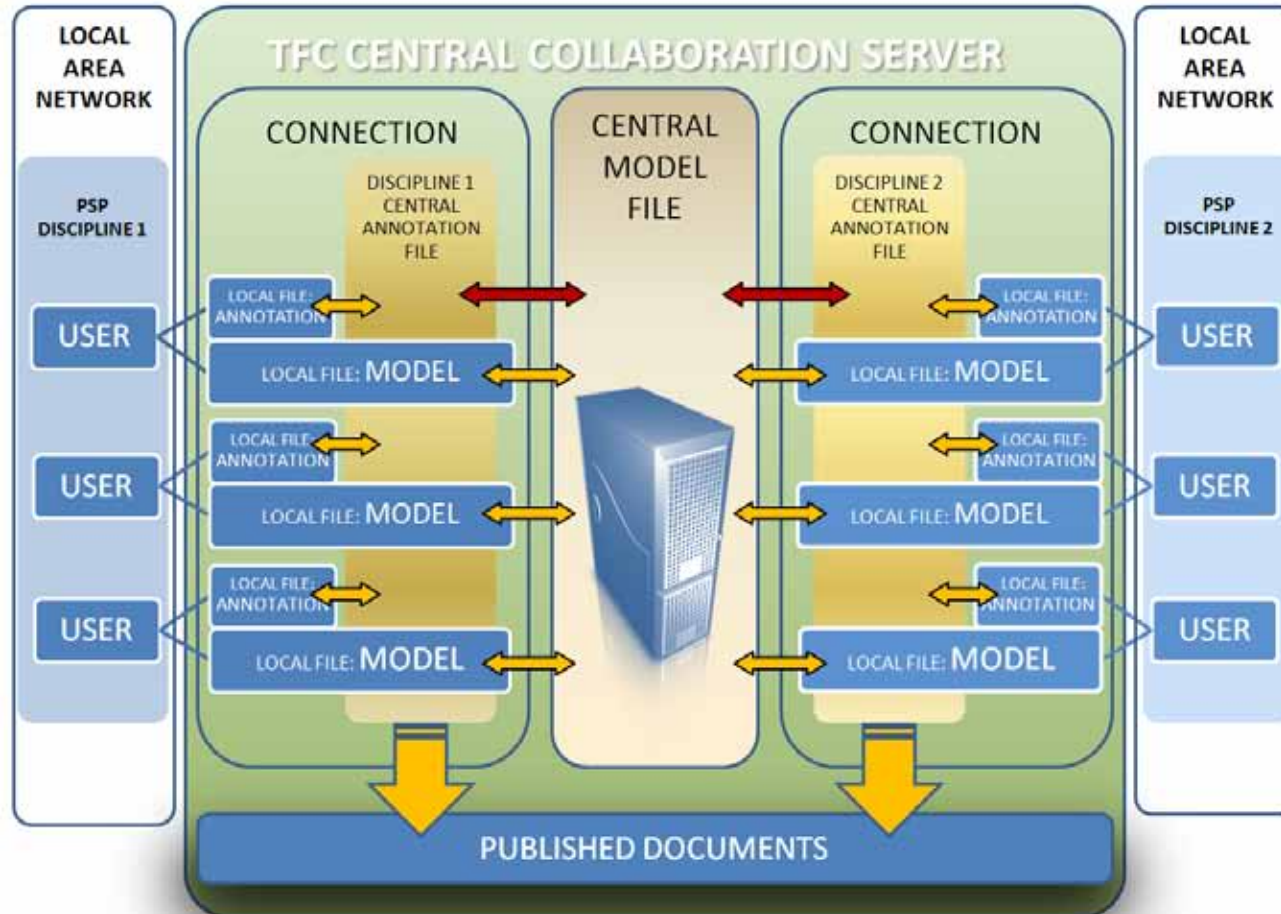 LOCAL
AREA
NETWORK
PSP
DISCIPLINE 1
USER
USER
USER
TFC CENTRAL COLLABORATION SERVER
CONNECTION
DISCIPLINE 1
CENTRAL
ANNOTATION
FILE
LOCAL FILE:
ANNOTATION
LOCAL FILE: MODEL
LOCAL FILE:
ANNOTATION
LOCAL FILE: MODEL
LOCAL FILE:
ANNOTATION
LOCAL FILE: MODEL
CENTRAL
MODEL
FILE
CONNECTION
DISCIPLINE 2
CENTRAL
ANNOTATION
FILE
LOCAL FILE:
ANNOTATION
LOCAL FILE: MODEL
LOCAL FILE:
ANNOTATION
LOCAL FILE: MODEL
LOCAL FILE:
ANNOTATION
LOCAL FILE: MODEL
PUBLISHED DOCUMENTS
LOCAL
AREA
NETWORK
PSP
DISCIPLINE 2
USER
USER
USER